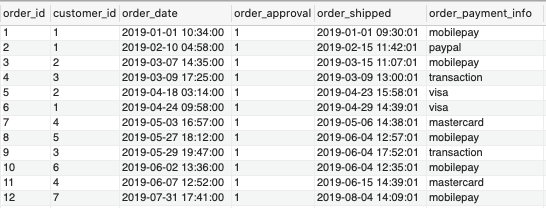 order_id customer_id order_date order_approval order_shipped order_payment_info
1 1 2019-01-01 10:34:00 1 2019-01-01 09:30:01 mobilepay
2 1 2019-02-10 04:58:00 1 2019-02-15 11:42:01 paypal
3 2 2019-03-07 14:35:00 1 2019-03-15 11:07:01 mobilepay
4 3 2019-03-09 17:25:00 1 2019-03-09 13:00:01 transaction
5 2 2019-04-18 03:14:00 1 2019-04-23 15:58:01 visa
6 1 2019-04-24 09:58:00 1 2019-04-29 14:39:01 visa
7 4 2019-05-03 16:57:00 1 2019-05-06 14:38:01 mastercard
8 5 2019-05-27 18:12:00 1 2019-06-04 12:57:01 mobilepay
9 3 2019-05-29 19:47:00 1 2019-06-04 17:52:01 transaction
10 6 2019-06-02 13:36:00 1 2019-06-04 12:35:01 mobilepay
11 4 2019-06-07 12:52:00 1 2019-06-15 14:39:01 mastercard
12 7 2019-07-31 17:41:00 1 2019-08-04 14:09:01 mobilepay